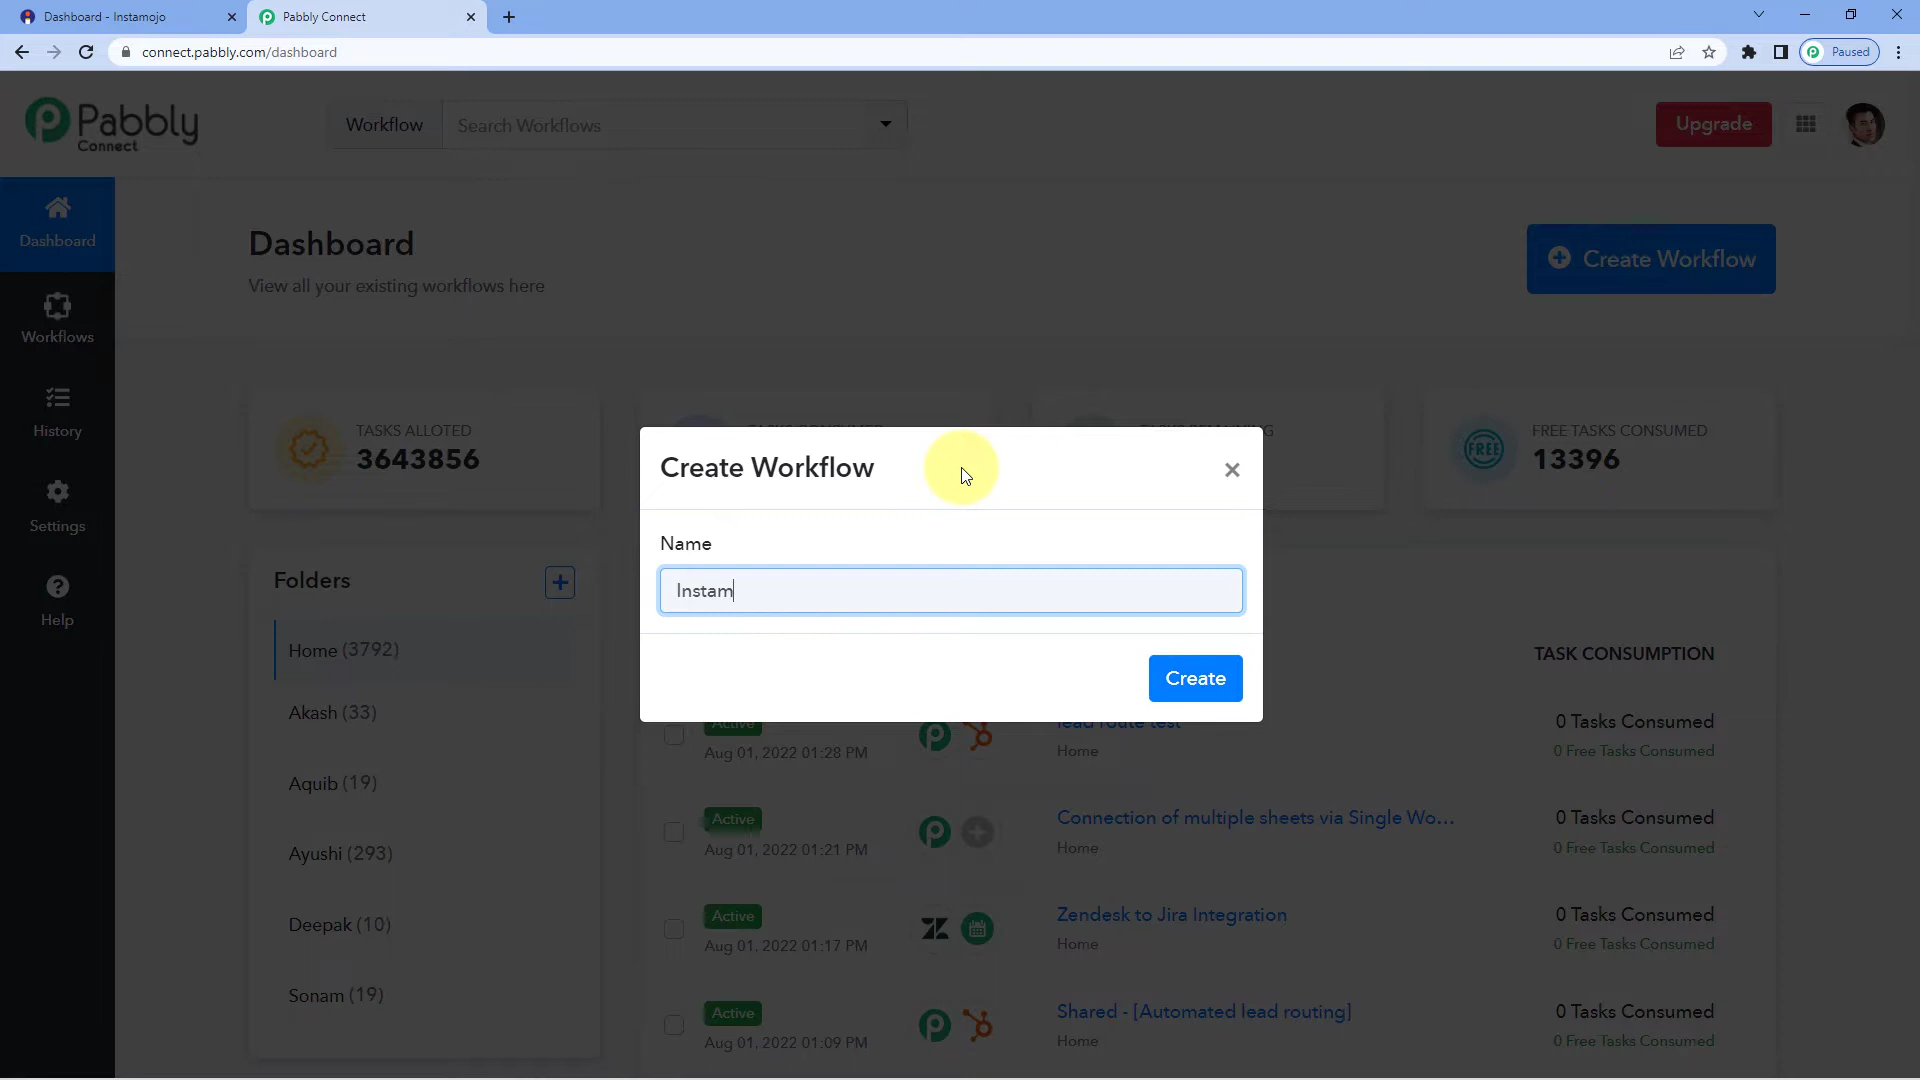 Dashboard - Instamojo
Pabbly Connect
connect.pabbly.com/dashboard
Paused
Pabbly
Connect
Workflow
Search Workflows
Upgrade
Dashboard
Workflows
History
Settings
Help
Dashboard
View all your existing workflows here
Create Workflow
TASKS ALLOTED
3643856
FREE TASKS CONSUMED
FREE
13396
Create Workflow
×
Name
Instam
Create
Folders
Home (3792)
Akash (33)
Aquib (19)
Ayushi (293)
Deepak (10)
Sonam (19)
TASK CONSUMPTION
Active
Aug 01, 2022 01:28 PM
lead route test
Home
0 Tasks Consumed
0 Free Tasks Consumed
Active
Aug 01, 2022 01:21 PM
Connection of multiple sheets via Single Wo...
Home
0 Tasks Consumed
0 Free Tasks Consumed
Active
Aug 01, 2022 01:17 PM
Zendesk to Jira Integration
Home
0 Tasks Consumed
0 Free Tasks Consumed
Active
Aug 01, 2022 01:09 PM
Shared - [Automated lead routing]
Home
0 Tasks Consumed
0 Free Tasks Consumed